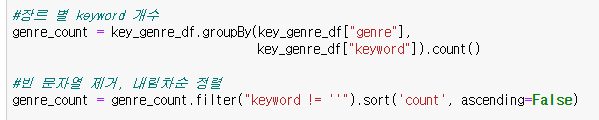 #장르 별 keyword 개수
genre_count = key_genre_df.groupBy(key_genre_df["genre"],
key_genre_df["keyword"]).count()
#빈 문자열 제거, 내림차순 정렬
genre_count = genre_count.filter("keyword != ''").sort('count', ascending=False)